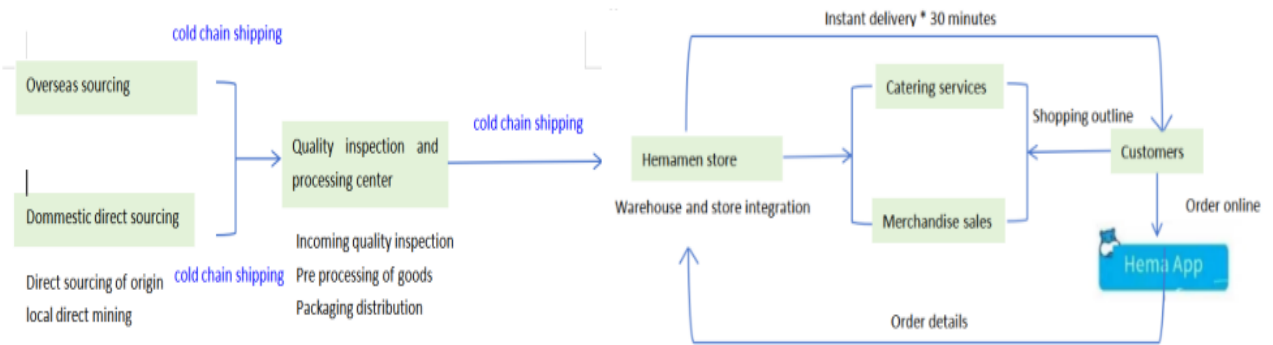 cold chain shipping
Overseas sourcing
Dommestic direct sourcing
Direct sourcing of origin
local direct mining
cold chain shipping
Quality inspection and
processing center
Incoming quality inspection
Pre processing of goods
Packaging distribution
cold chain shipping
Instant delivery * 30 minutes
Hemamen store
Warehouse and store integration
Catering services
Merchandise sales
Shopping outline
Customers
Order online
Hema App
Order details